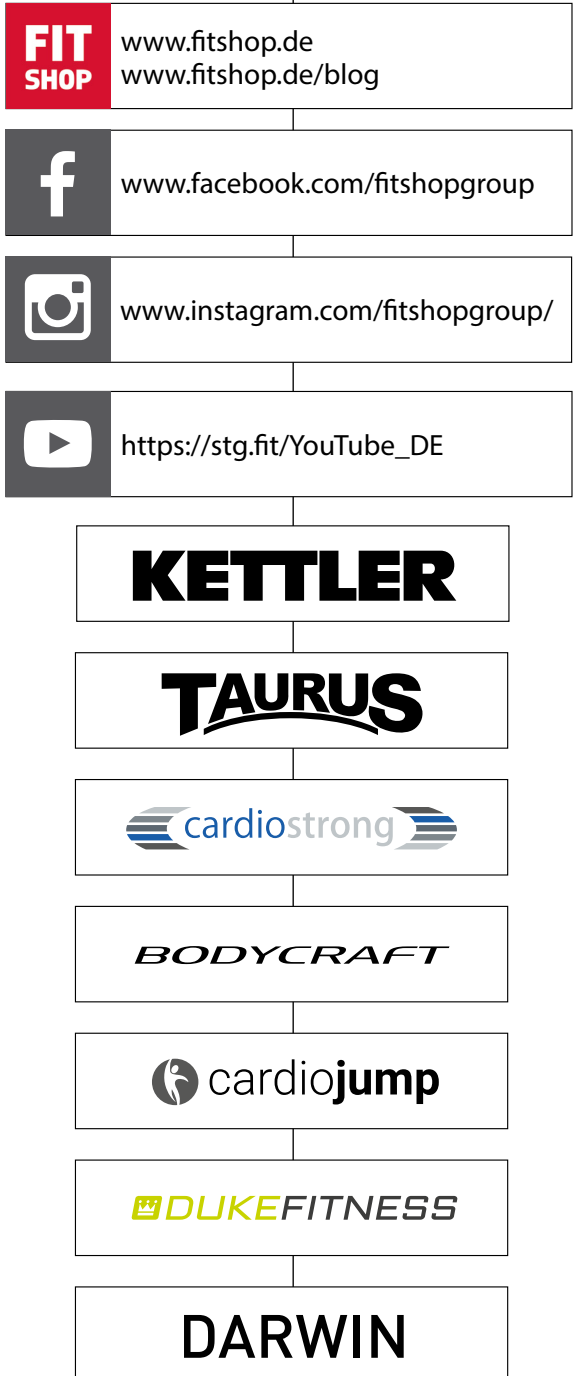 FIT
SHOP
www.fitshop.de
www.fitshop.de/blog
www.facebook.com/fitshopgroup
www.instagram.com/fitshopgroup/
https://stg.fit/YouTube_DE
KETTLER
TAURUS
cardiostrong
BODYCRAFT
cardiojump
DUKEFITNESS
DARWIN